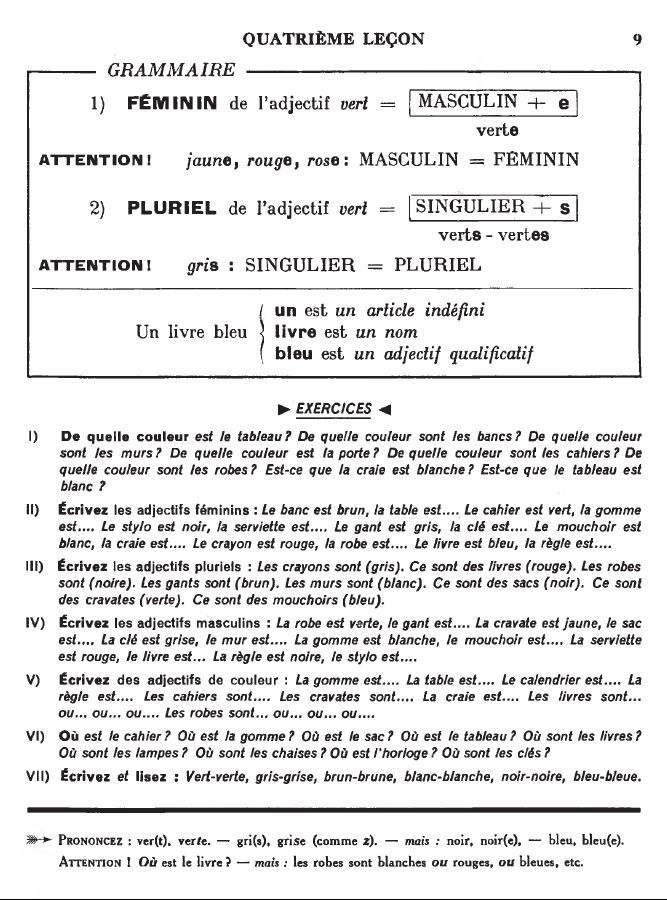 QUATRIÈME LEÇON 9
GRAMMAIRE
1) FÉMININ de l'adjectif vert = MASCULIN + e
verte
ATTENTION! jaune, rouge, rose : MASCULIN = FÉMININ
2) PLURIEL de l'adjectif vert = SINGULIER + s
verts - vertes
ATTENTION! gris : SINGULIER = PLURIEL
un est un article indéfini
Un livre bleu { livre est un nom
bleu est un adjectif qualificatif
► EXERCICES ◄
I) De quelle couleur est le tableau? De quelle couleur sont les bancs? De quelle couleur
sont les murs? De quelle couleur est la porte? De quelle couleur sont les cahiers? De
quelle couleur sont les robes? Est-ce que la craie est blanche? Est-ce que le tableau est
blanc ?
II) Écrivez les adjectifs féminins : Le banc est brun, la table est.... Le cahier est vert, la gomme
est.... Le stylo est noir, la serviette est.... Le gant est gris, la clé est.... Le mouchoir est
blanc, la craie est.... Le crayon est rouge, la robe est.... Le livre est bleu, la règle est....
III) Écrivez les adjectifs pluriels : Les crayons sont (gris). Ce sont des livres (rouge). Les robes
sont (noire). Les gants sont (brun). Les murs sont (blanc). Ce sont des sacs (noir). Ce sont
des cravates (verte). Ce sont des mouchoirs (bleu).
IV) Écrivez les adjectifs masculins : La robe est verte, le gant est.... La cravate est jaune, le sac
est.... La clé est grise, le mur est.... La gomme est blanche, le mouchoir est.... La serviette
est rouge, le livre est... La règle est noire, le stylo est....
V) Écrivez des adjectifs de couleur : La gomme est.... La table est.... Le calendrier est.... La
règle est.... Les cahiers sont.... Les cravates sont.... La craie est.... Les livres sont...
ou... ou... ou.... Les robes sont... ou... ou... ou....
VI) Où est le cahier? Où est la gomme? Où est le sac? Où est le tableau? Où sont les livres?
Où sont les lampes? Où sont les chaises? Où est l'horloge? Où sont les clés?
VII) Écrivez et lisez : Vert-verte, gris-grise, brun-brune, blanc-blanche, noir-noire, bleu-bleue.
PRONONCEZ : ver(t), verte. — gri(s), grise (comme z). — mais : noir, noir(e), — bleu, bleu(e).
ATTENTION ! Où est le livre? — mais : les robes sont blanches ou rouges, ou bleues, etc.